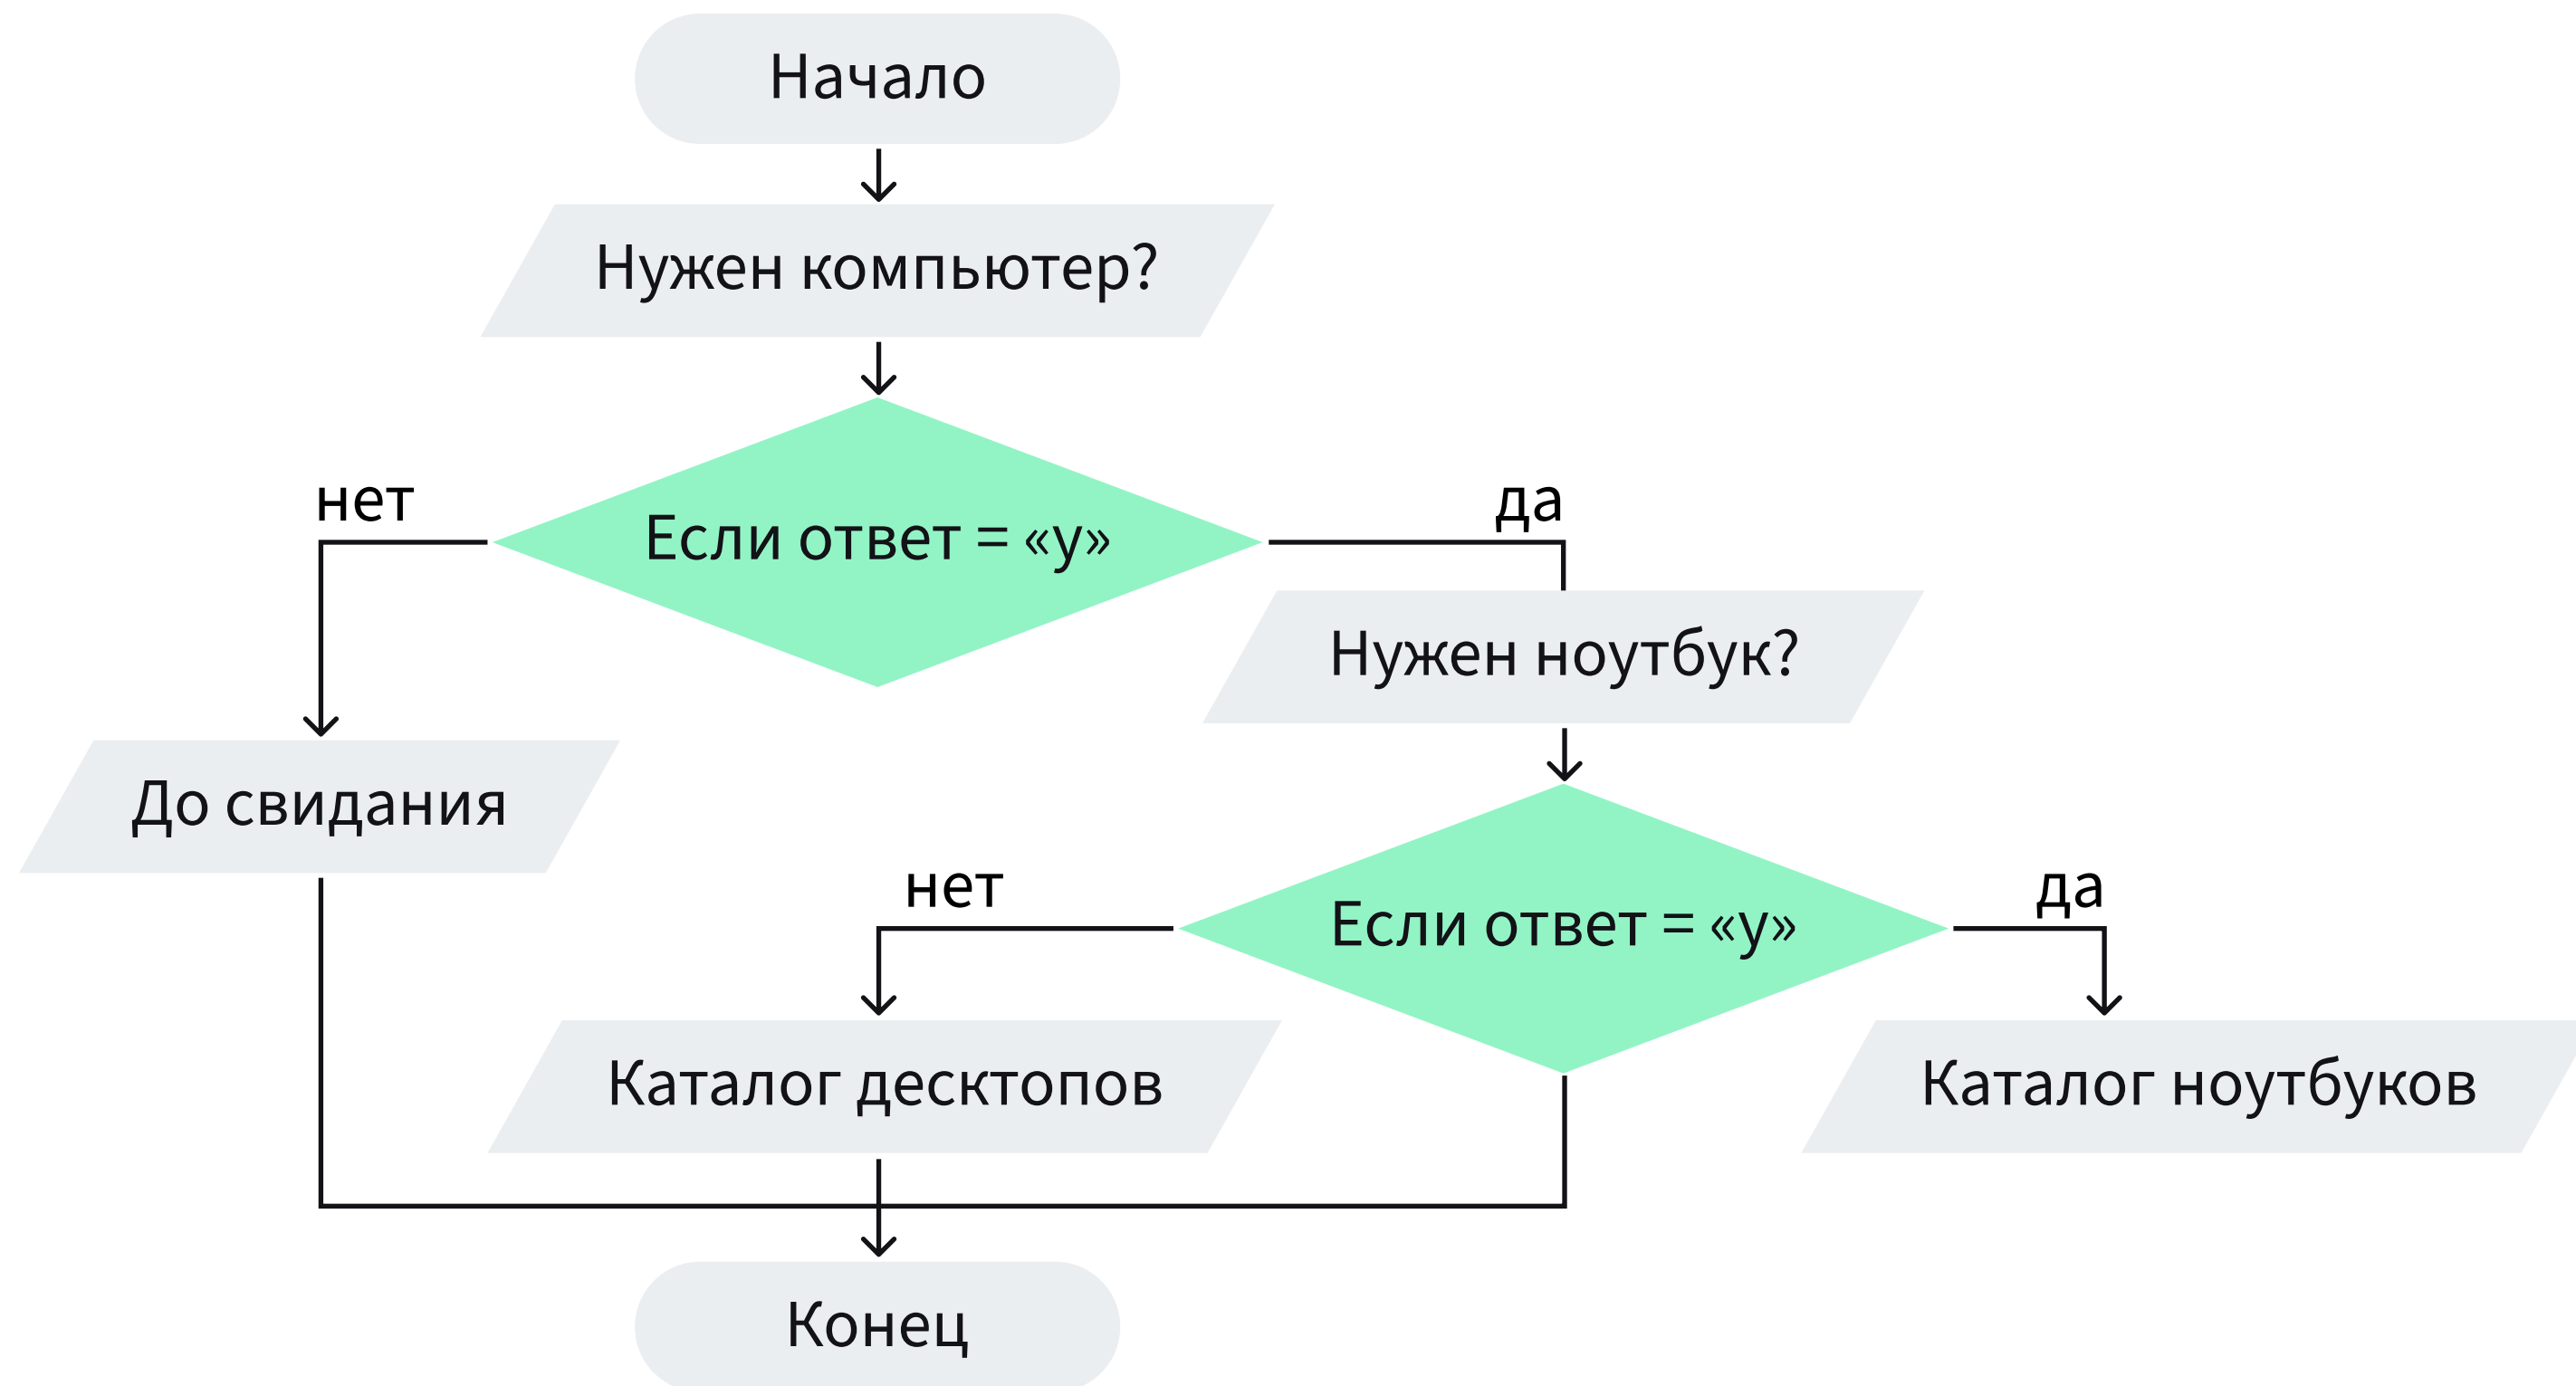 Начало
Нужен компьютер?
нет
Если ответ = «y»
да
Нужен ноутбук?
До свидания
нет
Если ответ = «y»
да
Каталог десктопов
Каталог ноутбуков
Конец